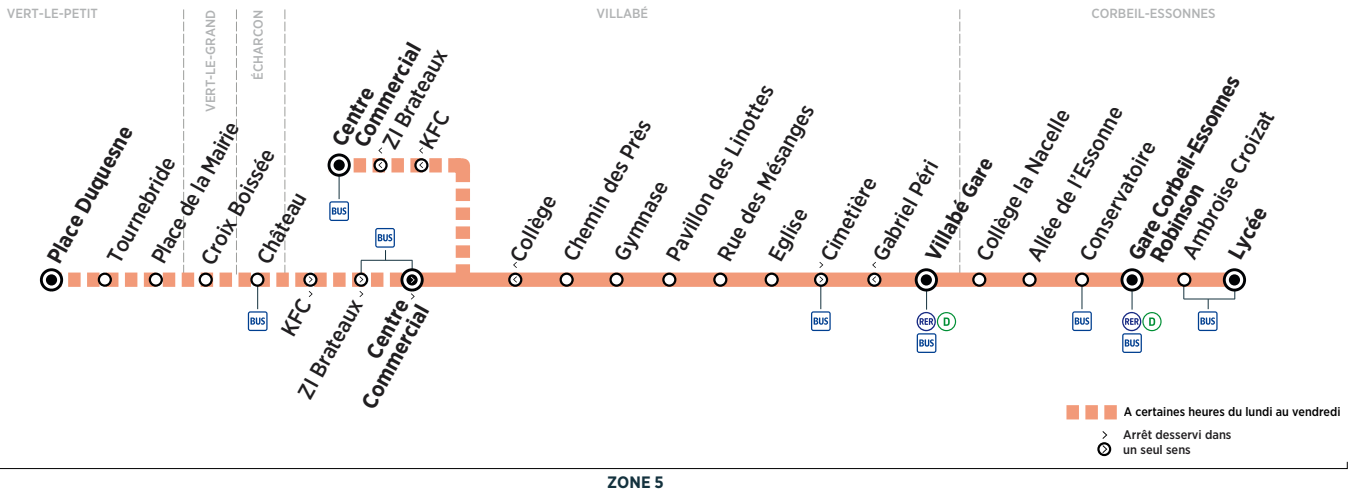 VERT-LE-PETIT
VERT-LE-GRAND
ÉCHARCON
VILLABÉ
CORBEIL-ESSONNES
Place Duquesne
Tournebride
Place de la Mairie
Croix Boissée
Château
BUS
KFC
ZI Brateaux
Centre
Commercial
BUS
Centre
Commercial
ZI Brateaux
KFC
BUS
Collège
Chemin des Près
Gymnase
Pavillon des Linottes
Rue des Mésanges
Eglise
Cimetière
BUS
Gabriel Péri
Villabé Gare
RER D
BUS
Collège la Nacelle
Allée de l'Essonne
Conservatoire
BUS
Gare Corbeil-Essonnes
Robinson
RER D
BUS
Ambroise Croizat
Lycée
BUS
A certaines heures du lundi au vendredi
Arrêt desservi dans
un seul sens
ZONE 5